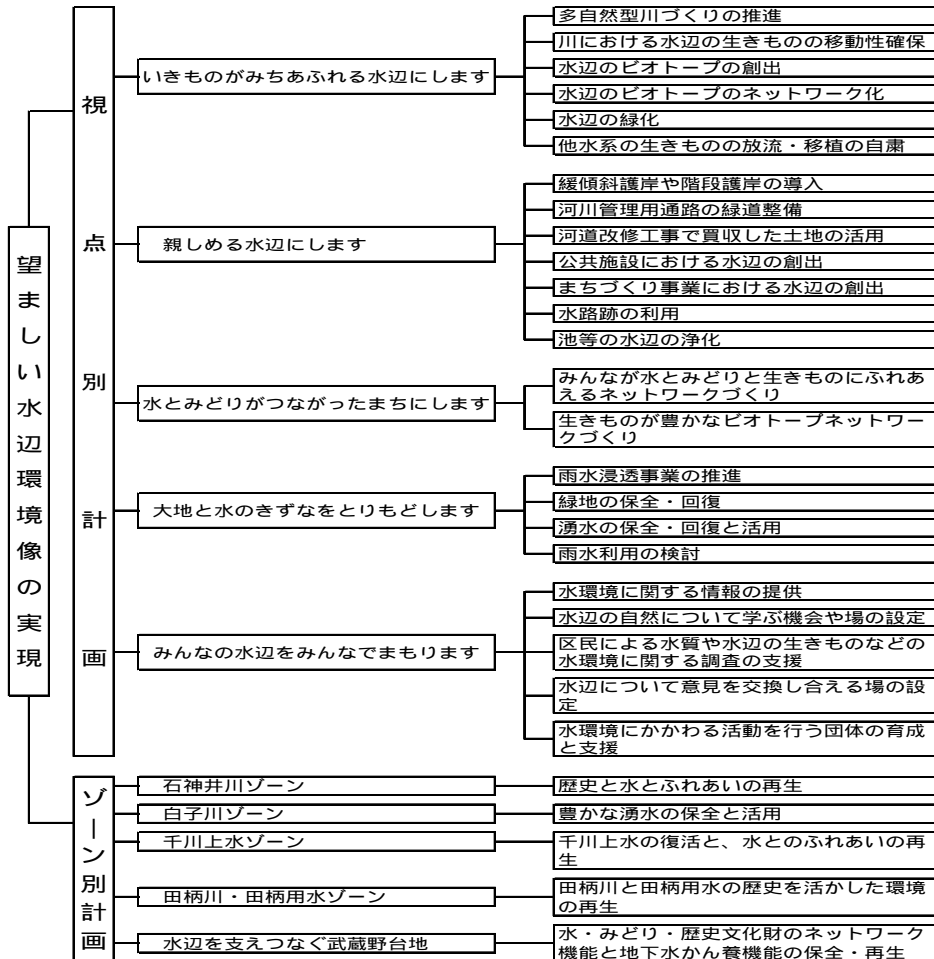 望ましい水辺環境像の実現
視点別計画
いきものがみちあふれる水辺にします
多自然型川づくりの推進
川における水辺の生きものの移動性確保
水辺のビオトープの創出
水辺のビオトープのネットワーク化
水辺の緑化
他水系の生きものの放流・移植の自粛
親しめる水辺にします
緩傾斜護岸や階段護岸の導入
河川管理用通路の緑道整備
河道改修工事で買収した土地の活用
公共施設における水辺の創出
まちづくり事業における水辺の創出
水路跡の利用
池等の水辺の浄化
水とみどりがつながったまちにします
みんなが水とみどりと生きものにふれあ
えるネットワークづくり
生きものが豊かなビオトープネットワー
クづくり
大地と水のきずなをとりもどします
雨水浸透事業の推進
緑地の保全・回復
湧水の保全・回復と活用
雨水利用の検討
みんなの水辺をみんなでまもります
水環境に関する情報の提供
水辺の自然について学ぶ機会や場の設定
区民による水質や水辺の生きものなどの
水環境に関する調査の支援
水辺について意見を交換し合える場の設
定
水環境にかかわる活動を行う団体の育成
と支援
ゾーン別計画
石神井川ゾーン
歴史と水とふれあいの再生
白子川ゾーン
豊かな湧水の保全と活用
千川上水ゾーン
千川上水の復活と、水とのふれあいの再
生
田柄川・田柄用水ゾーン
田柄川と田柄用水の歴史を活かした環境
の再生
水辺を支えつなぐ武蔵野台地
水・みどり・歴史文化財のネットワーク
機能と地下水かん養機能の保全・再生